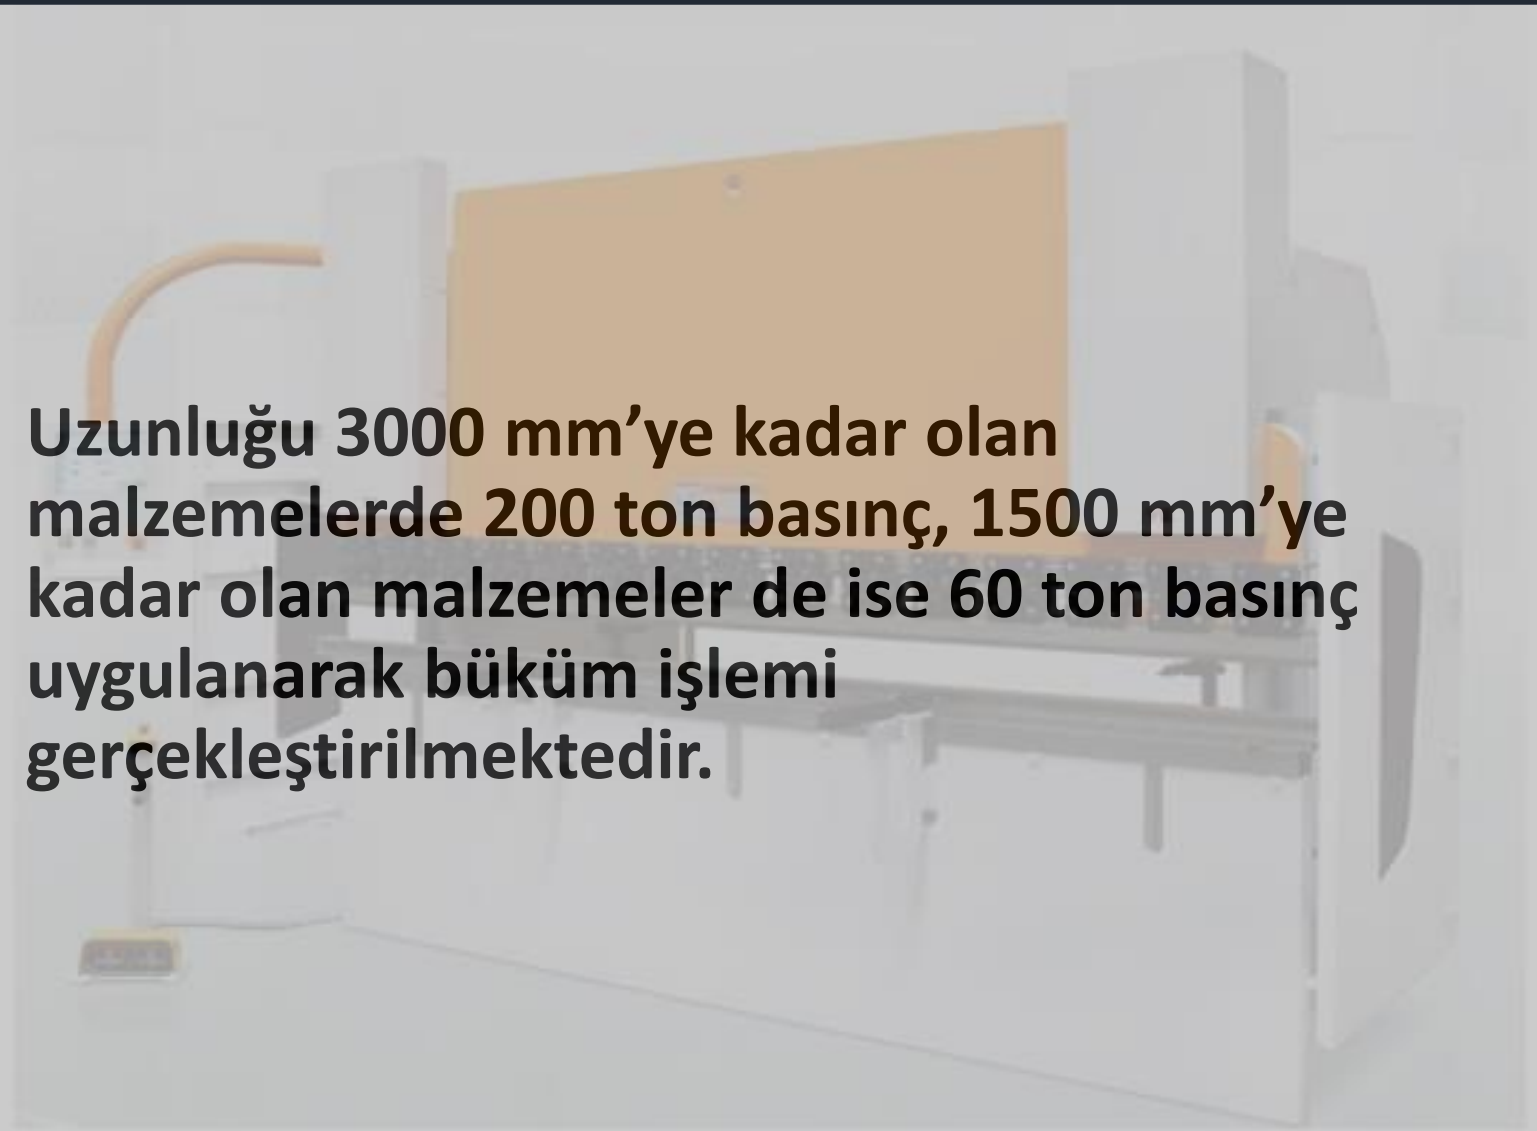 Uzunluğu 3000 mm’ye kadar olan
malzemelerde 200 ton basınç, 1500 mm’ye
kadar olan malzemeler de ise 60 ton basınç
uygulanarak büküm işlemi
gerçekleştirilmektedir.